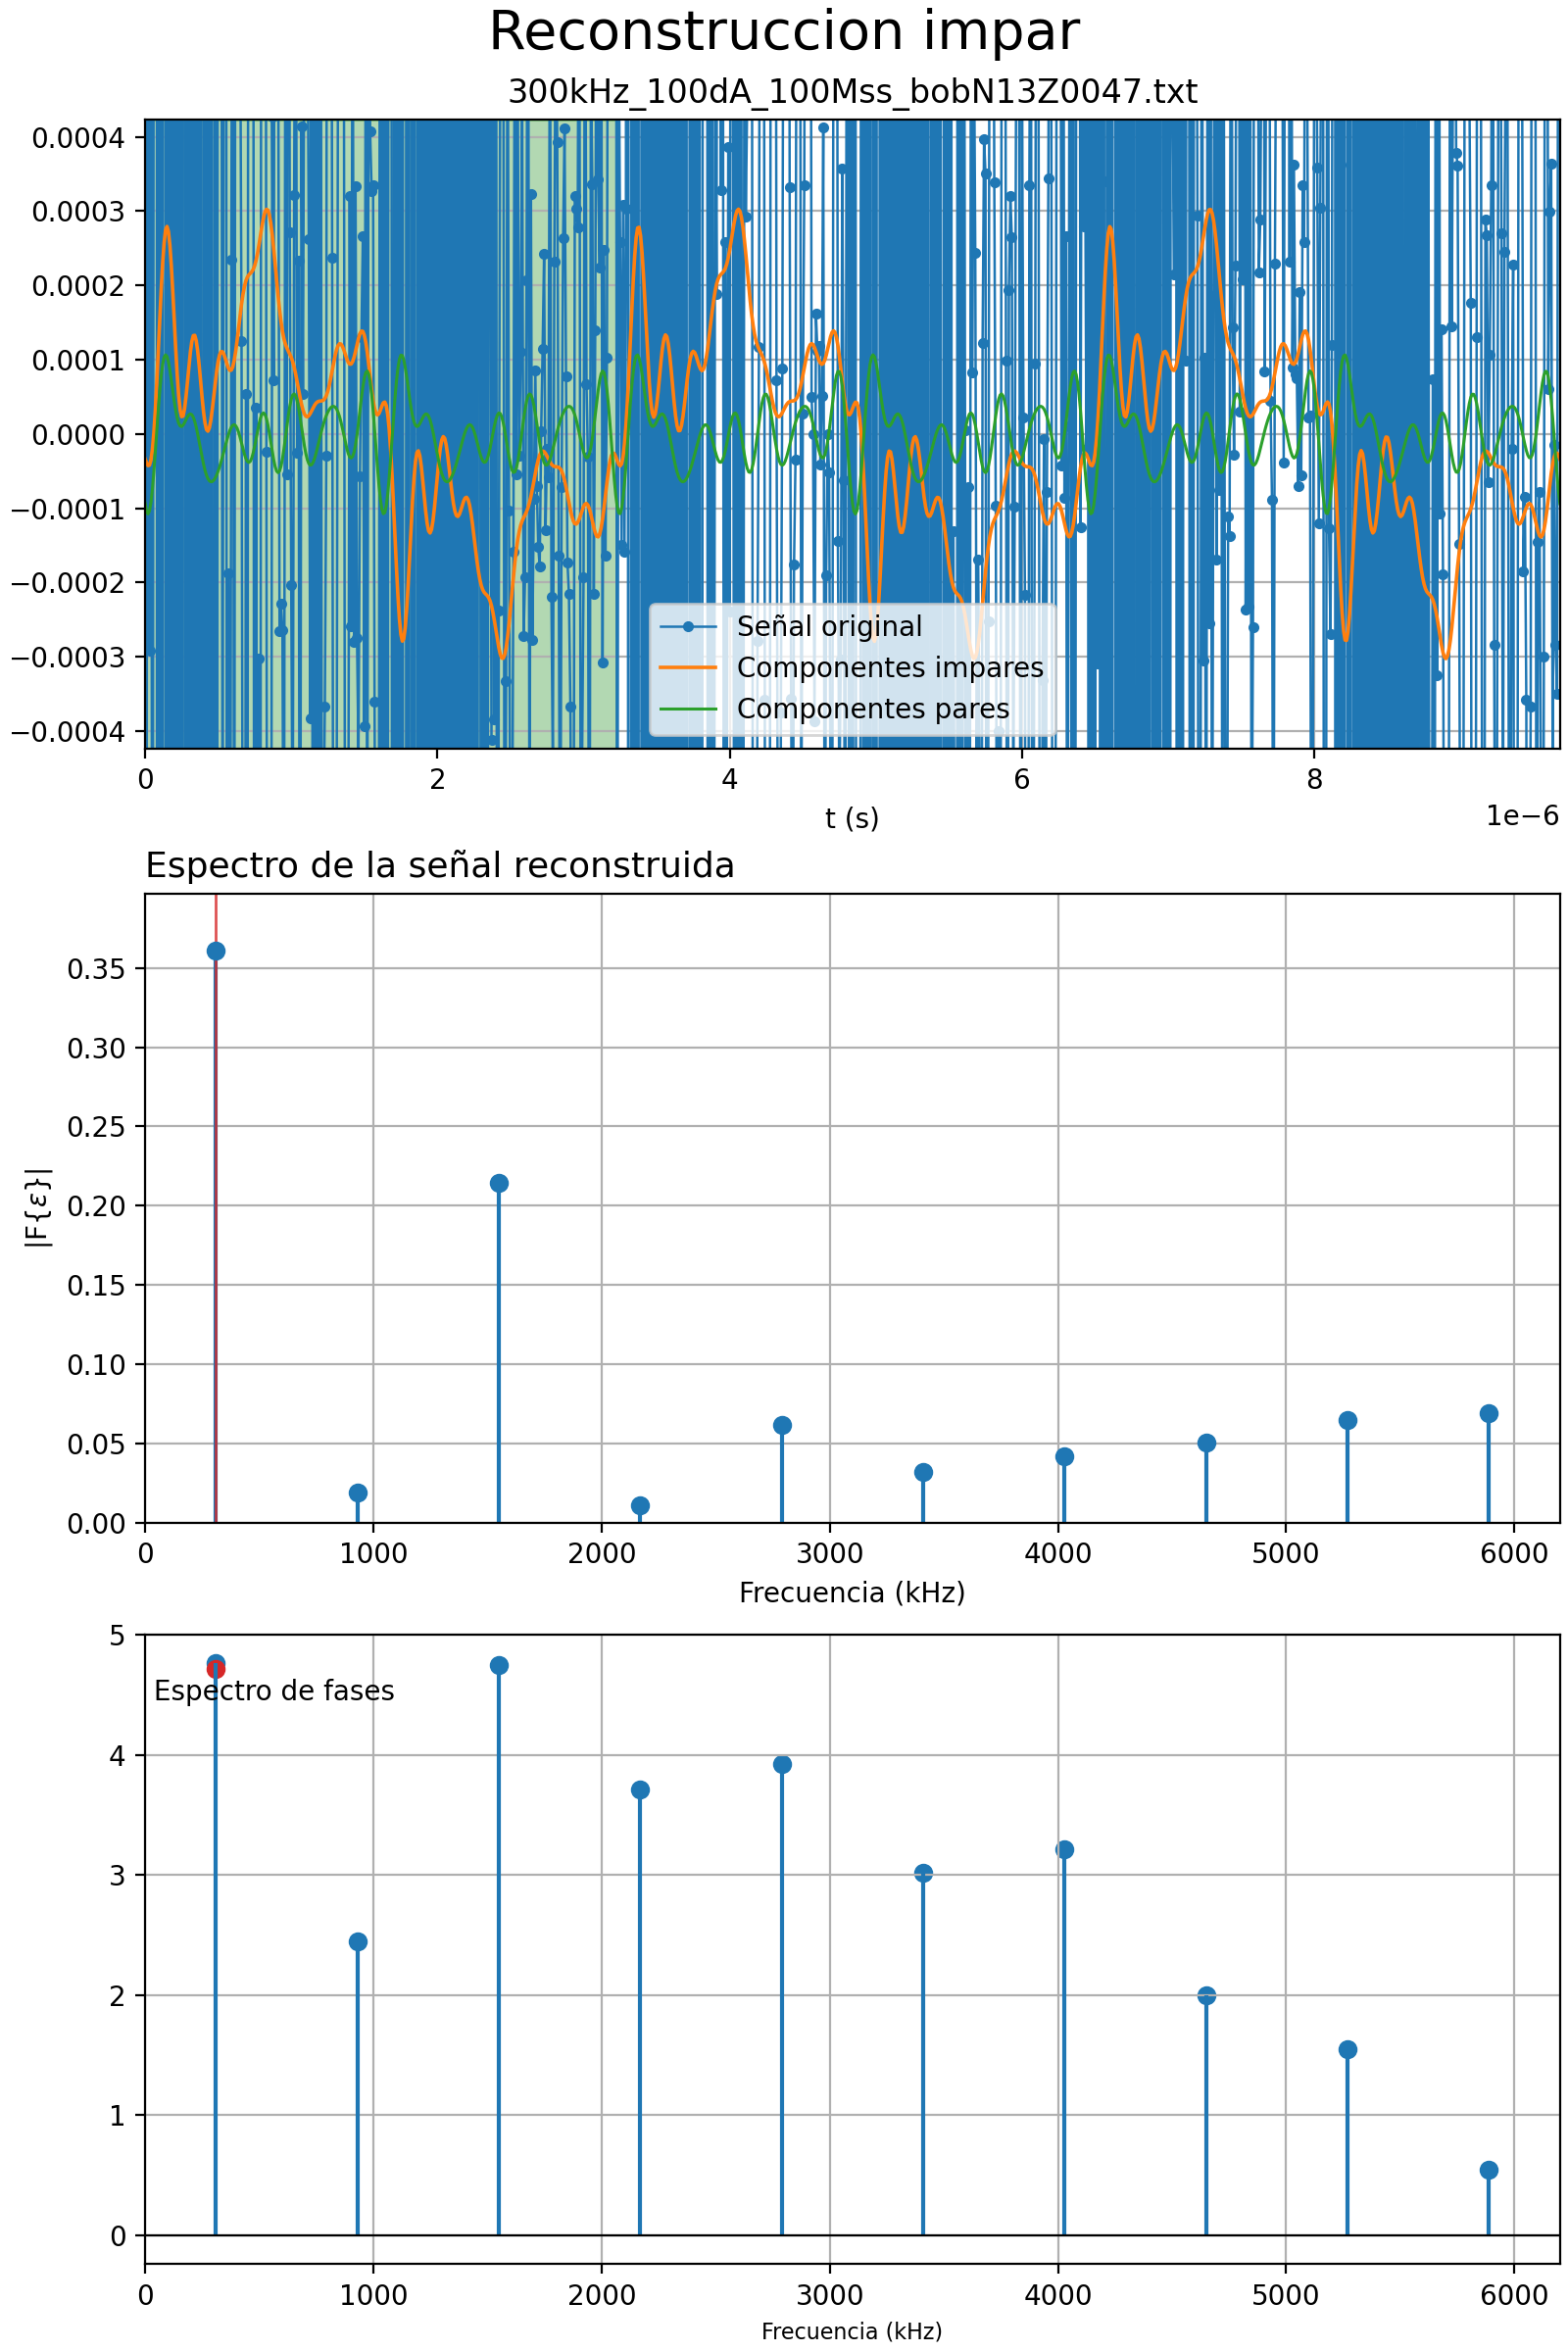 Reconstruccion impar
300kHz_100dA_100Mss_bobN13Z0047.txt
0.0004
0.0003
0.0002
0.0001
0.0000
−0.0001
−0.0002
−0.0003
−0.0004
Señal original
Componentes impares
Componentes pares
0 2 4 6 8
t (s)
1e−6
Espectro de la señal reconstruida
0.35
0.30
0.25
0.20
0.15
0.10
0.05
0.00
|F{ε}|
0 1000 2000 3000 4000 5000 6000
Frecuencia (kHz)
5
Espectro de fases
4
3
2
1
0
0 1000 2000 3000 4000 5000 6000
Frecuencia (kHz)